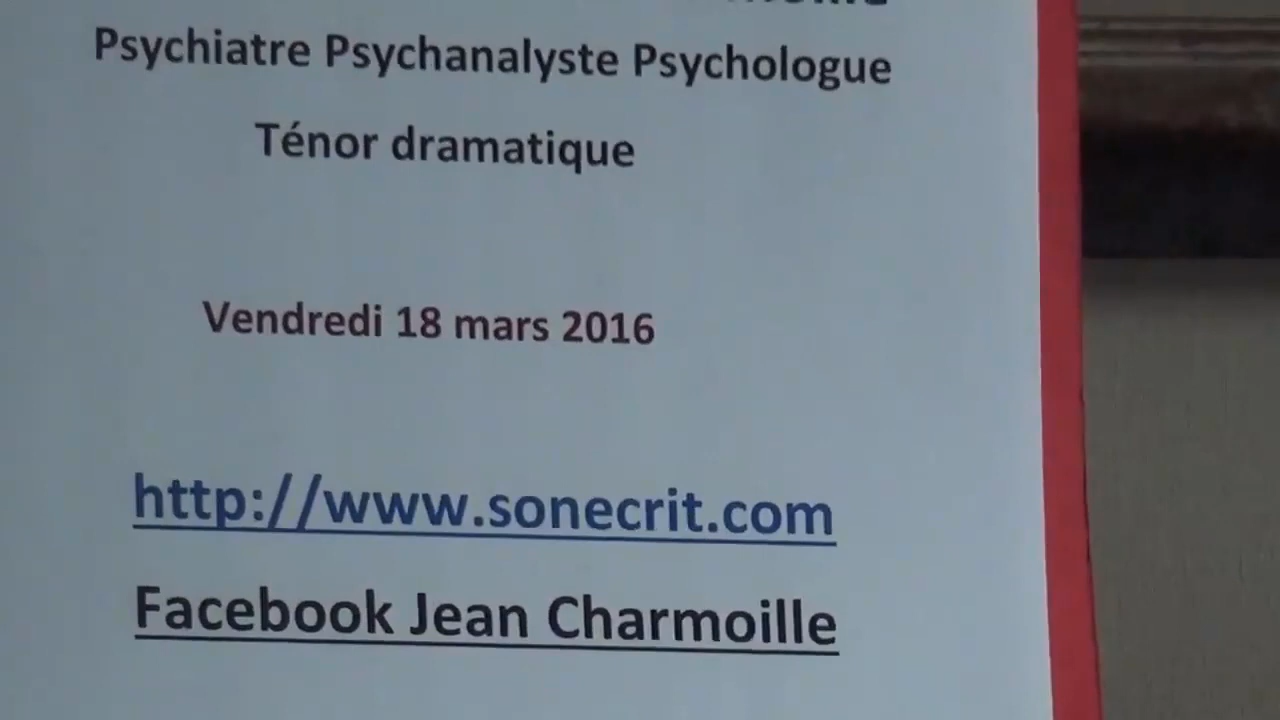 Psychiatre Psychanalyste Psychologue
Ténor dramatique
Vendredi 18 mars 2016
http://www.sonecrit.com
Facebook Jean Charmoille